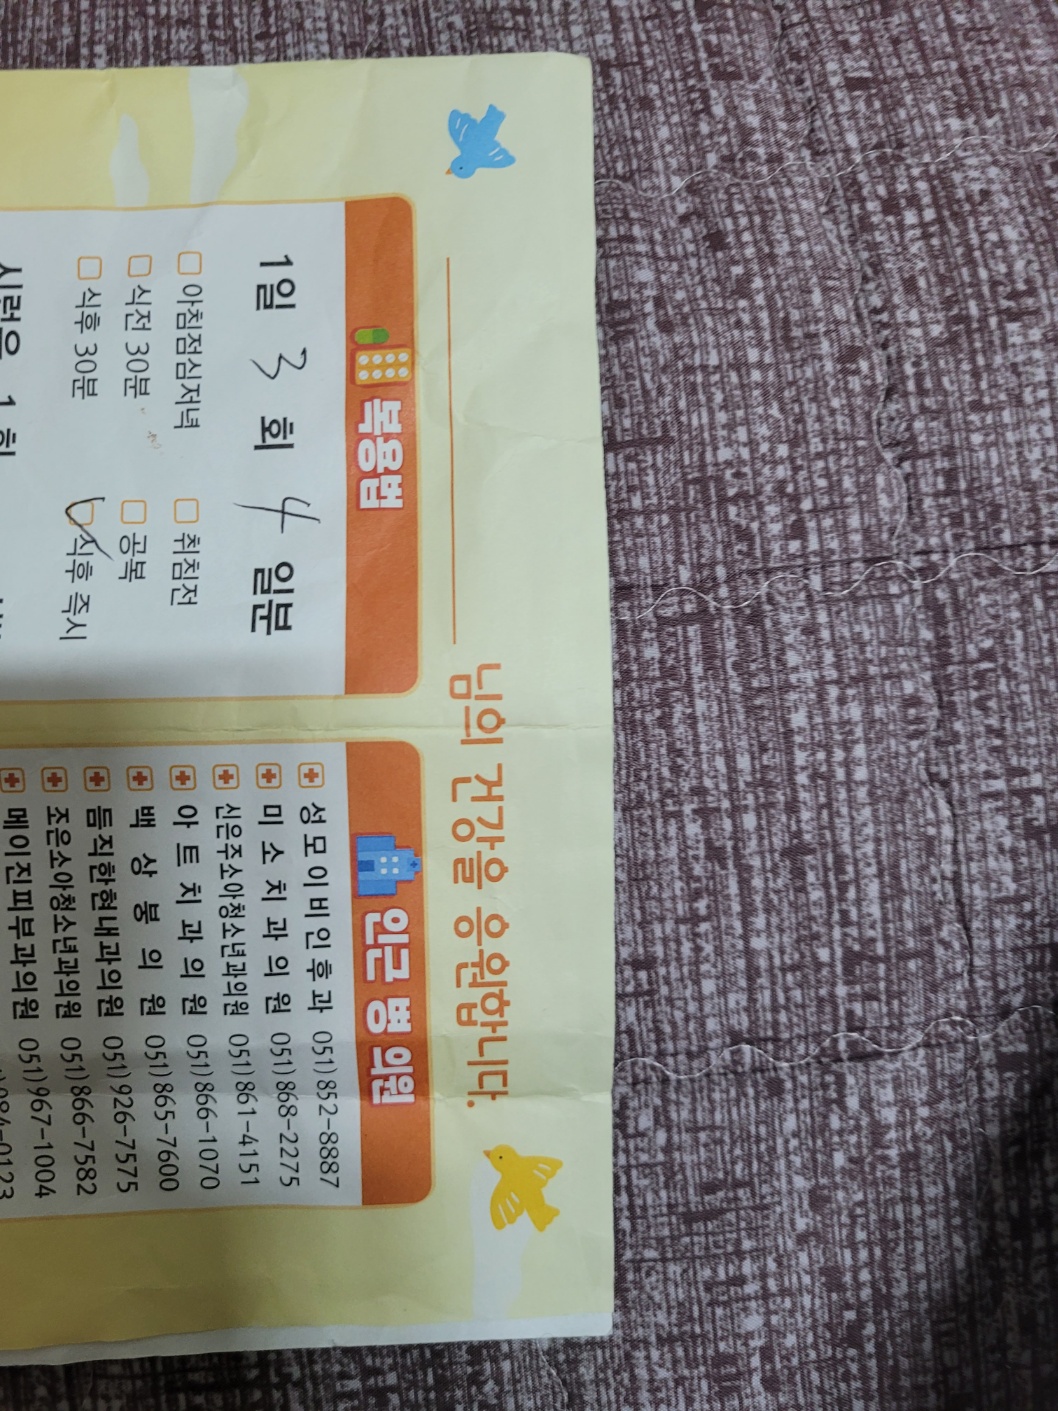 님의 건강을 응원합니다.
복용법
1일 3 회 4 일분
아침점심저녁 취침전
식전 30분 공복
식후 30분 식후 즉시
시럽은 1회
인근 병 의원
성모이비인후과 051) 852-8887
미소치과의원 051) 868-2275
신은주소아청소년과의원 051) 861-4151
아트치과의원 051) 866-1070
백상봉의원 051) 865-7600
듬직한현내과의원 051) 926-7575
조은소아청소년과의원 051) 866-7582
메이진피부과의원 051) 967-1004